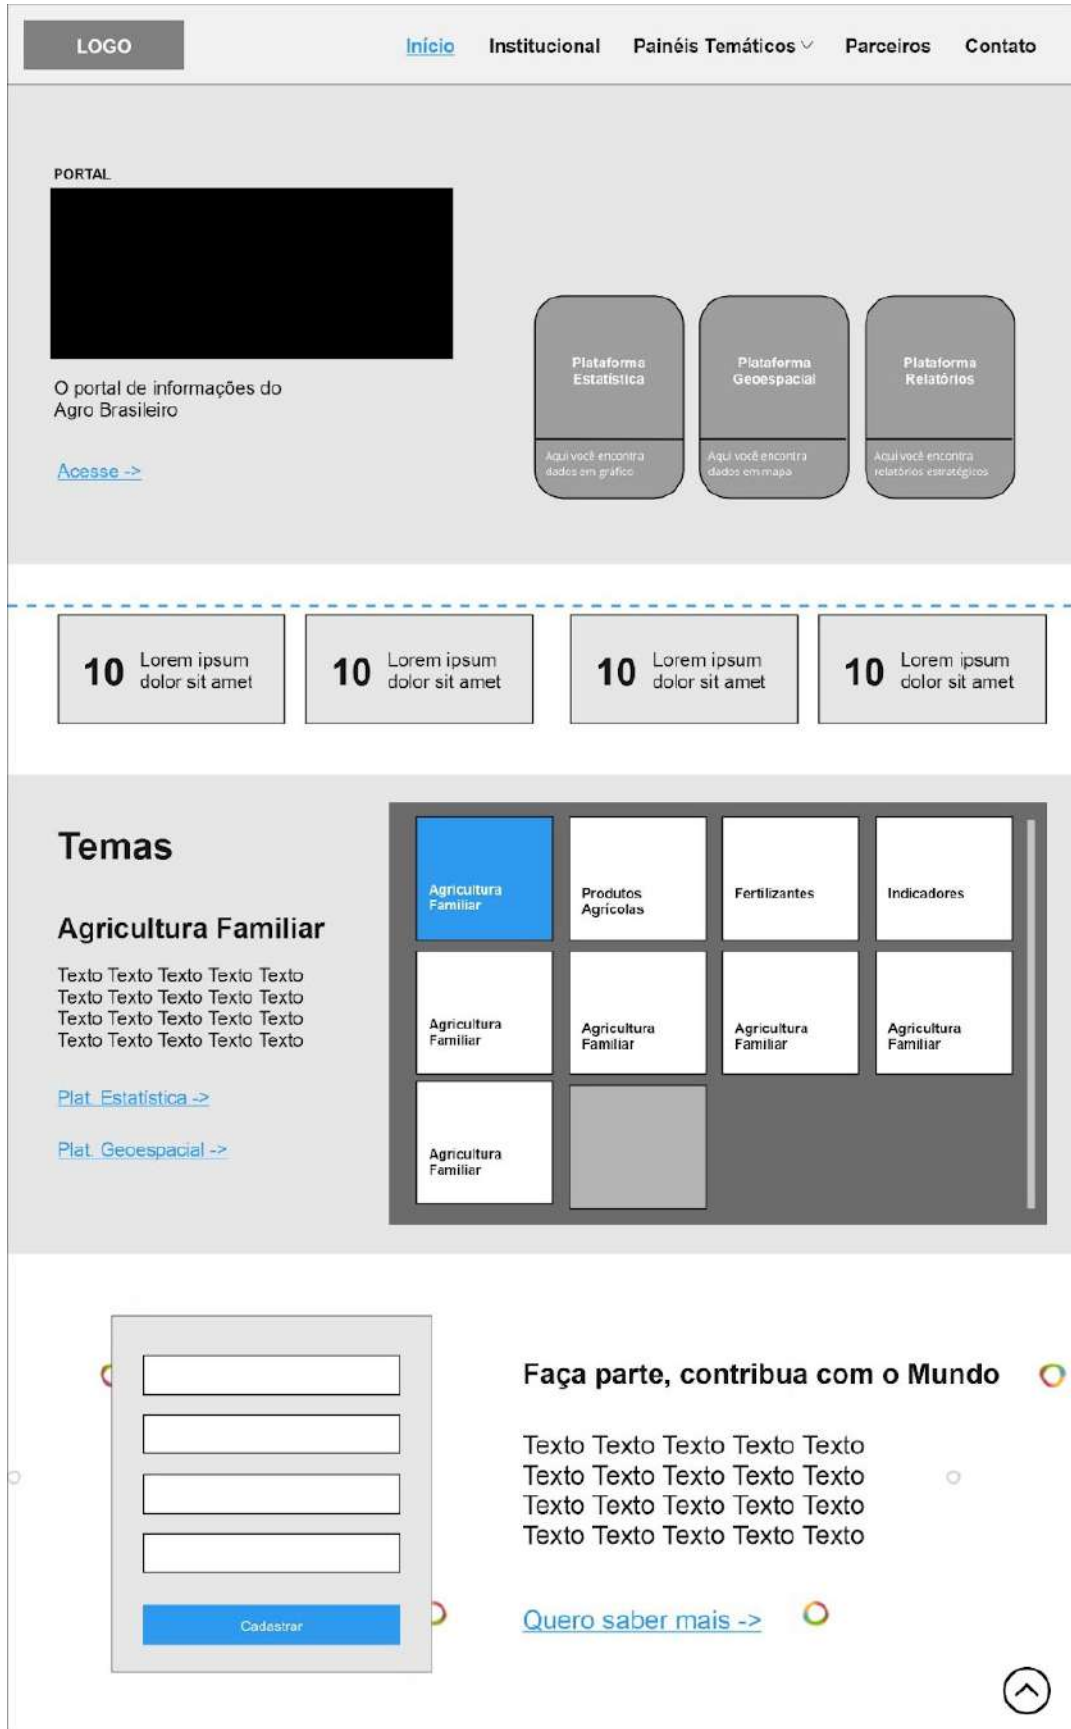 LOGO
Início
Institucional
Painéis Temáticos
Parceiros
Contato
PORTAL
O portal de informações do
Agro Brasileiro
Acesse ->
Plataforma
Estatística
Aqui você encontra
dados em gráfico
Plataforma
Geoespacial
Aqui você encontra
dados em mapa
Plataforma
Relatórios
Aqui você encontra
relatórios estratégicos
10
Lorem ipsum
dolor sit amet
10
Lorem ipsum
dolor sit amet
10
Lorem ipsum
dolor sit amet
10
Lorem ipsum
dolor sit amet
Temas
Agricultura Familiar
Texto Texto Texto Texto Texto
Texto Texto Texto Texto Texto
Texto Texto Texto Texto Texto
Texto Texto Texto Texto Texto
Plat. Estatística ->
Plat. Geoespacial ->
Agricultura
Familiar
Produtos
Agrícolas
Fertilizantes
Indicadores
Agricultura
Familiar
Agricultura
Familiar
Agricultura
Familiar
Agricultura
Familiar
Agricultura
Familiar
Cadastrar
Faça parte, contribua com o Mundo
Texto Texto Texto Texto Texto
Texto Texto Texto Texto Texto
Texto Texto Texto Texto Texto
Texto Texto Texto Texto Texto
Quero saber mais ->